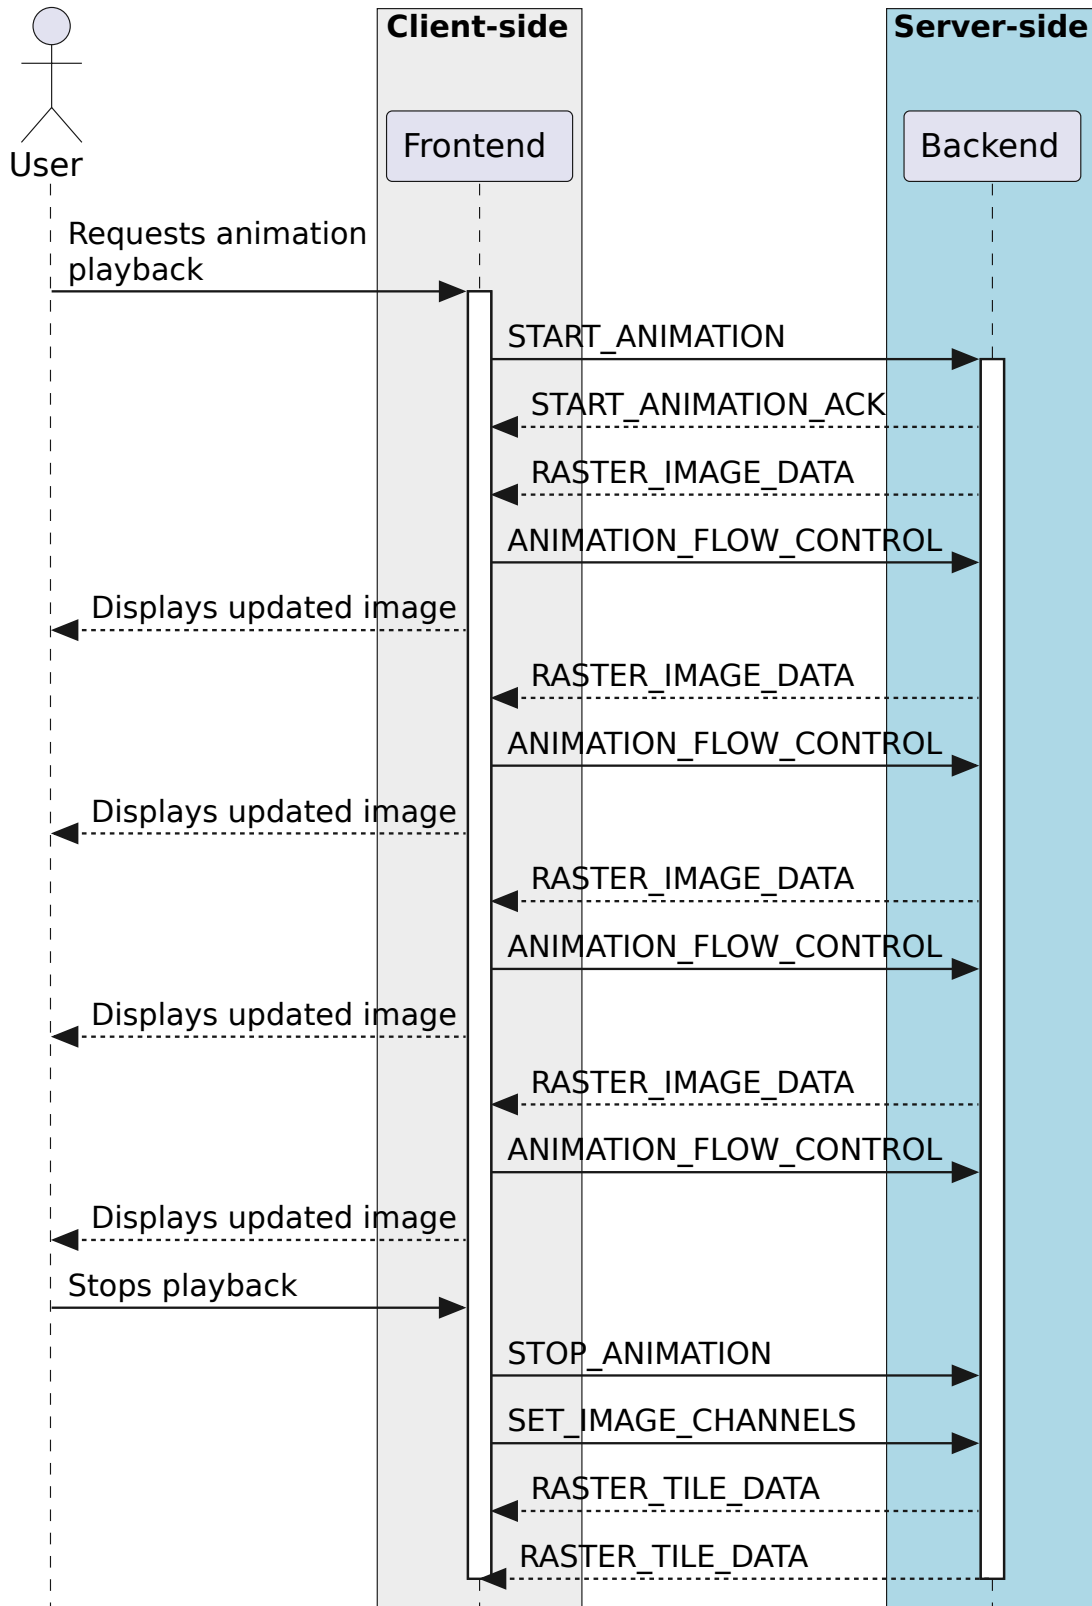 Client-side
Server-side
Frontend
Backend
User
Requests animation
playback
START_ANIMATION
START_ANIMATION_ACK
RASTER_IMAGE_DATA
ANIMATION_FLOW_CONTROL
Displays updated image
RASTER_IMAGE_DATA
ANIMATION_FLOW_CONTROL
Displays updated image
RASTER_IMAGE_DATA
ANIMATION_FLOW_CONTROL
Displays updated image
RASTER_IMAGE_DATA
ANIMATION_FLOW_CONTROL
Displays updated image
Stops playback
STOP_ANIMATION
SET_IMAGE_CHANNELS
RASTER_TILE_DATA
RASTER_TILE_DATA